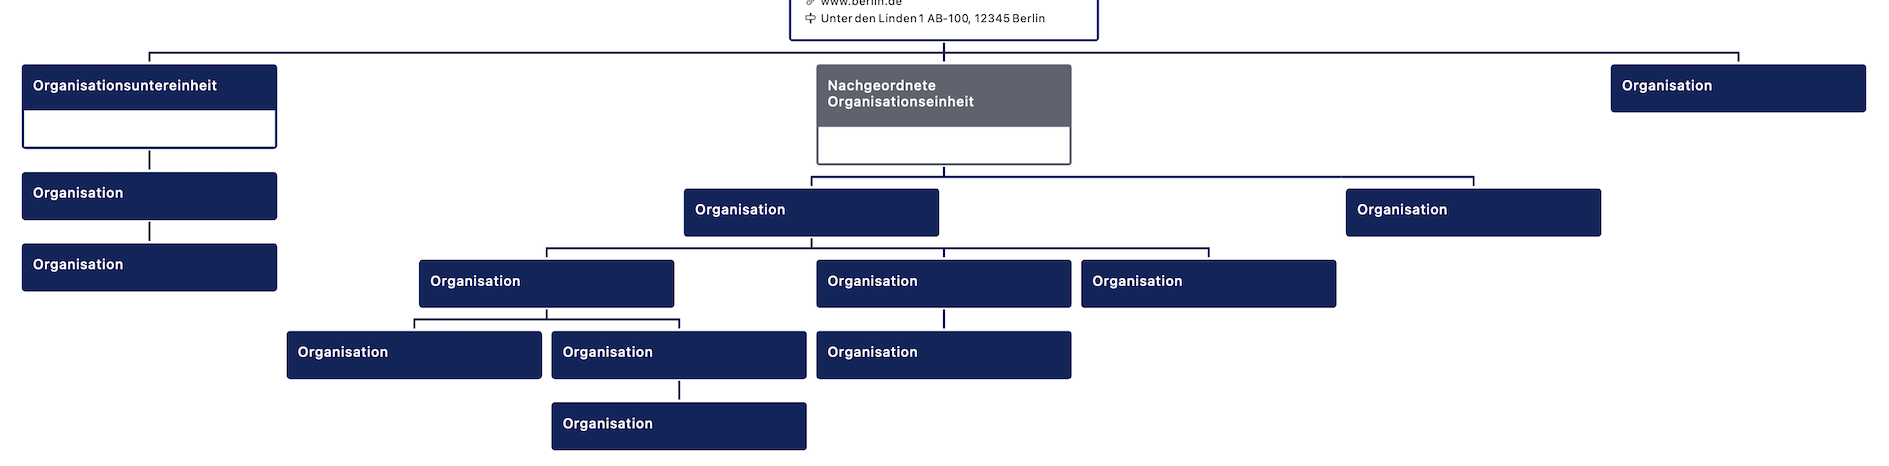 www.berlin.de
Unter den Linden 1 AB-100, 12345 Berlin
Organisationsuntereinheit
Nachgeordnete
Organisationseinheit
Organisation
Organisation
Organisation
Organisation
Organisation
Organisation
Organisation
Organisation
Organisation
Organisation
Organisation
Organisation